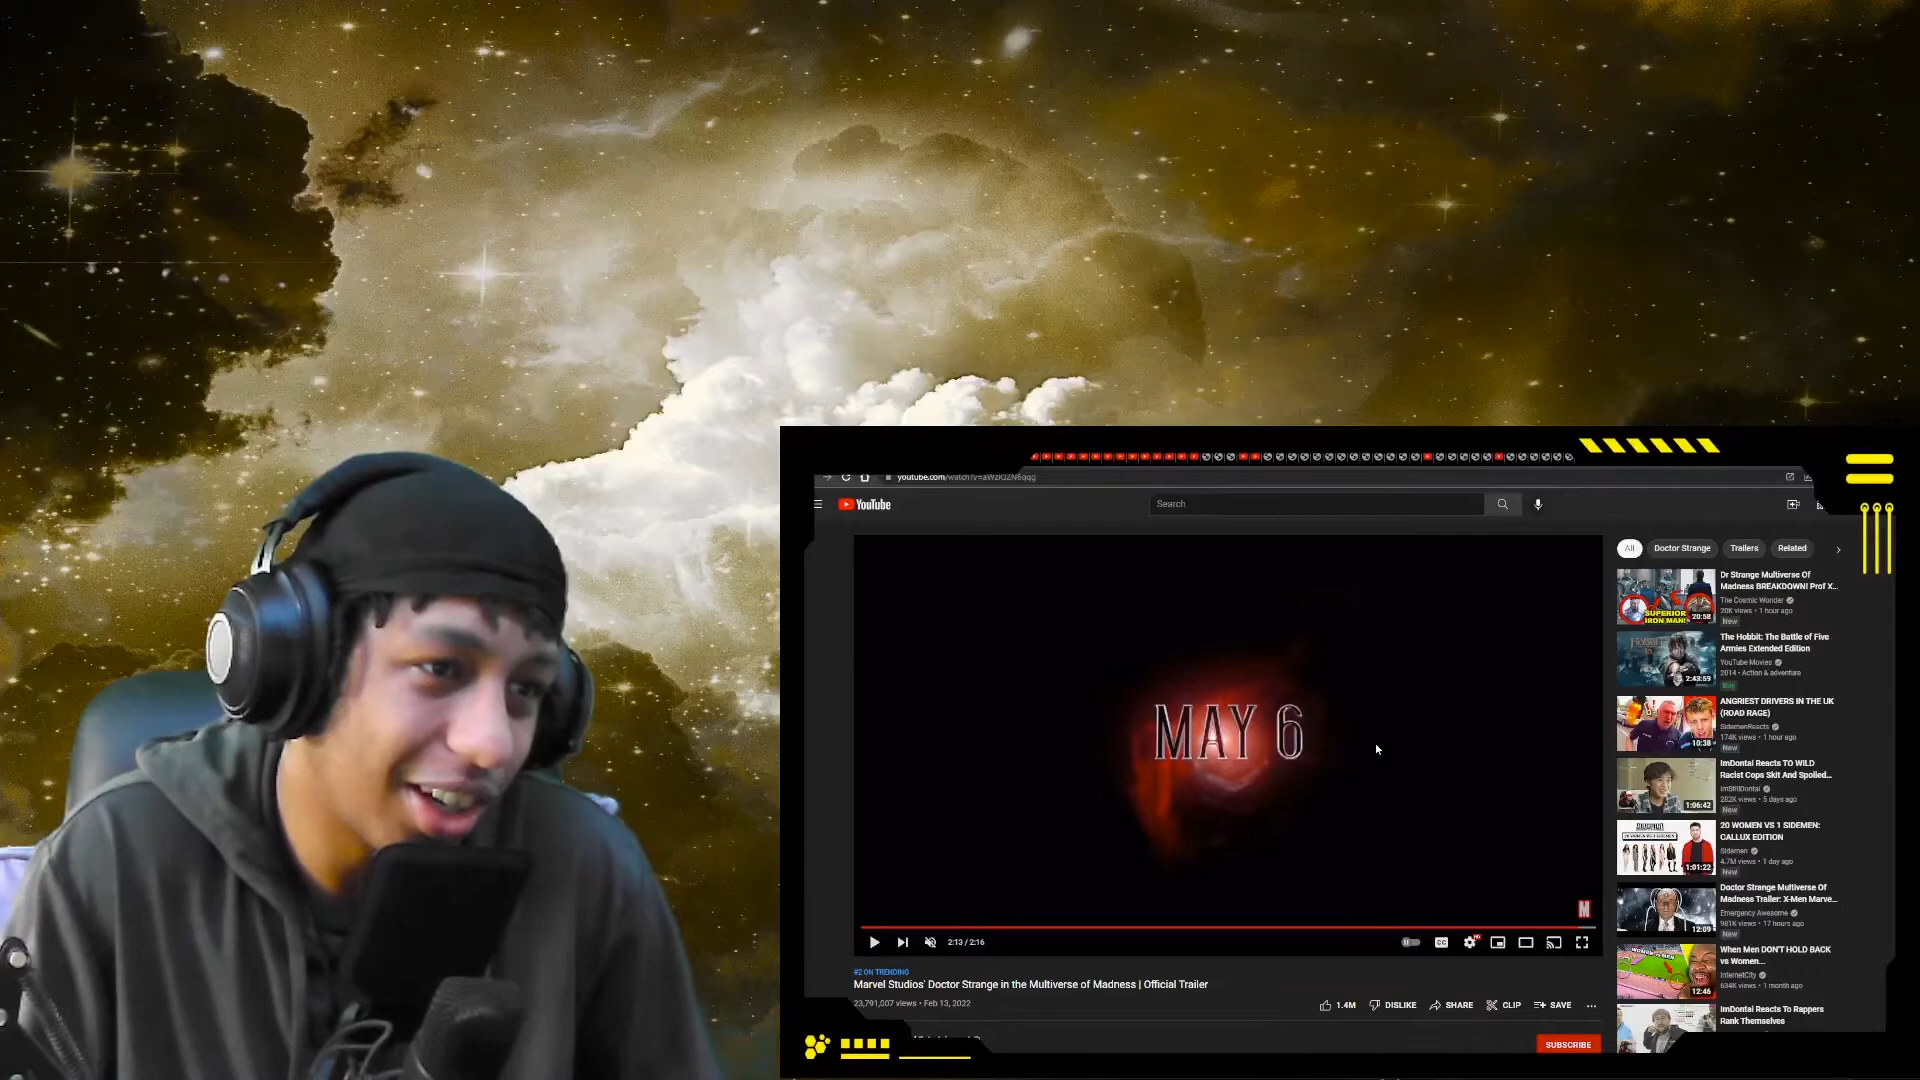 YouTube
Search
All
Doctor Strange
Trailers
Related
MAY 6
2:13 / 2:16
CC
#2 ON TRENDING
Marvel Studios' Doctor Strange in the Multiverse of Madness | Official Trailer
23,791,007 views • Feb 13, 2022
1.4M
DISLIKE
SHARE
CLIP
SAVE
SUBSCRIBE
SUPERIOR
IRON MAN!
20:58
Dr Strange Multiverse Of
Madness BREAKDOWN! Prof X...
The Cosmic Wonder
20K views • 1 hour ago
New
2:43:59
The Hobbit: The Battle of Five
Armies Extended Edition
YouTube Movies
2014 • Action & adventure
Buy
10:38
ANGRIEST DRIVERS IN THE UK
(ROAD RAGE)
SidemenReacts
174K views • 1 hour ago
New
1:06:42
ImDontai Reacts TO WILD
Racist Cops Skit And Spoiled...
ImStillDontai
282K views • 5 days ago
New
1:01:22
20 WOMEN VS 1 SIDEMEN:
CALLUX EDITION
Sidemen
4.7M views • 1 day ago
New
12:09
Doctor Strange Multiverse Of
Madness Trailer: X-Men Marve...
Emergency Awesome
981K views • 17 hours ago
New
12:46
When Men DON'T HOLD BACK
vs Women...
InternetCity
634K views • 1 month ago
ImDontai Reacts To Rappers
Rank Themselves